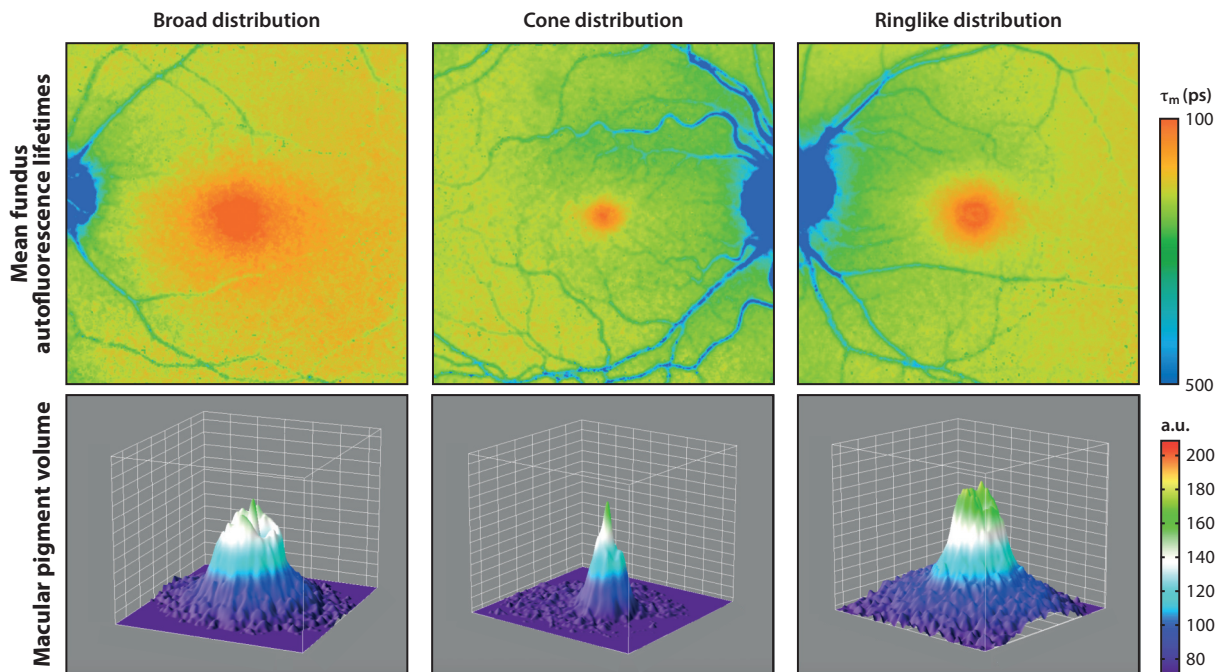 Broad distribution
Cone distribution
Ringlike distribution
Mean fundus
autofluorescence lifetimes
τm (ps)
100
500
Macular pigment volume
a.u.
200
180
160
140
120
100
80